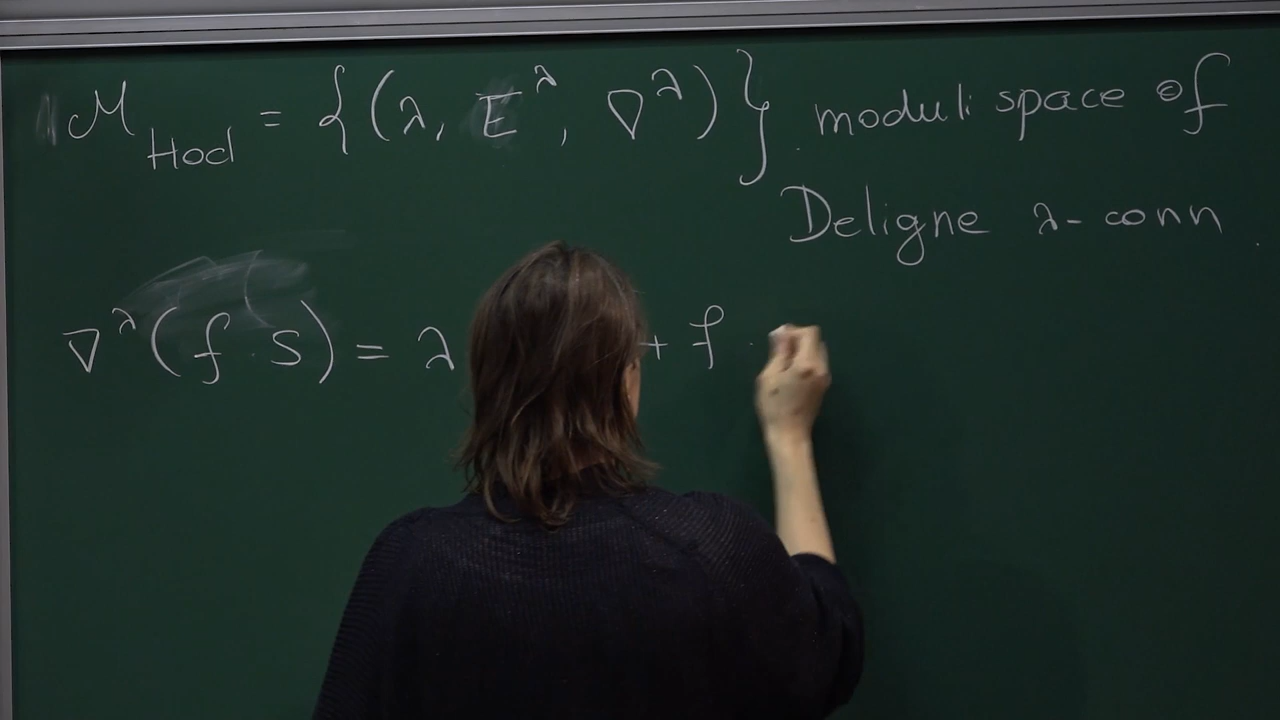 ℳ_Hod = {(λ, E^λ, ∇^λ)} moduli space of
Deligne λ-conn
∇^λ(f·s) = λ + f ·